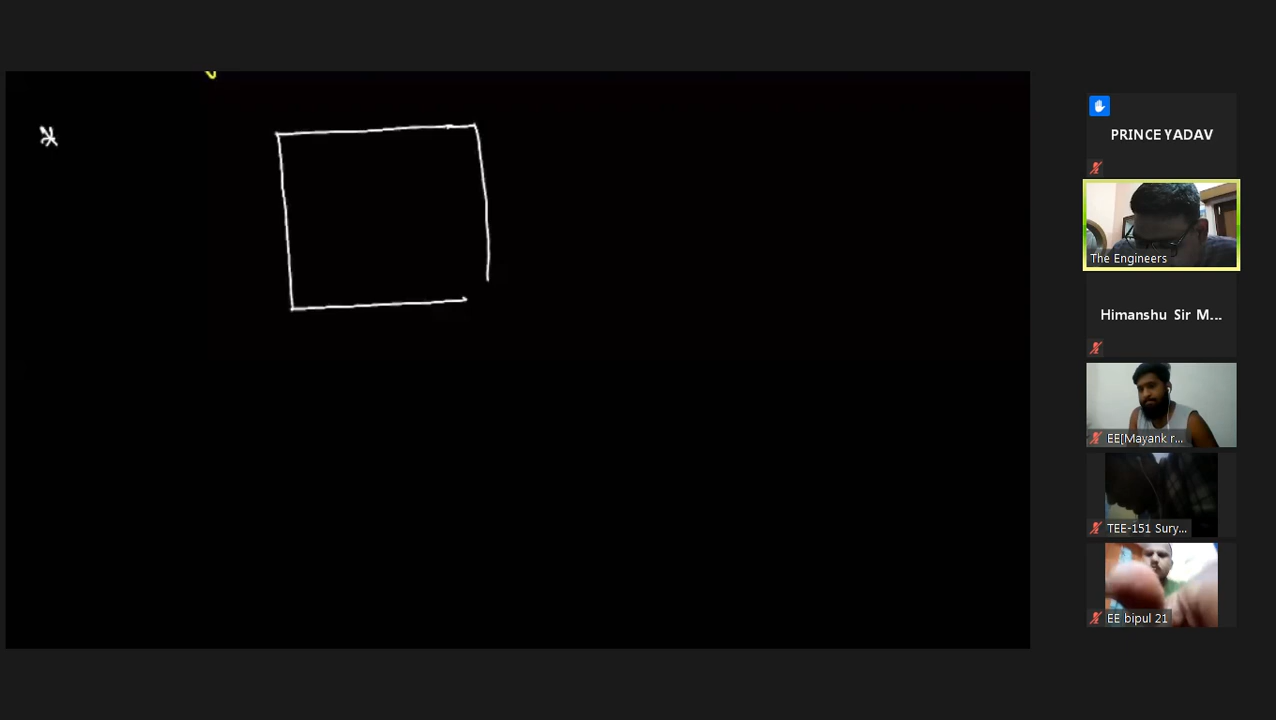 *
PRINCE YADAV
The Engineers
Himanshu Sir M...
EE[Mayank r...
TEE-151 Sury...
EE bipul 21